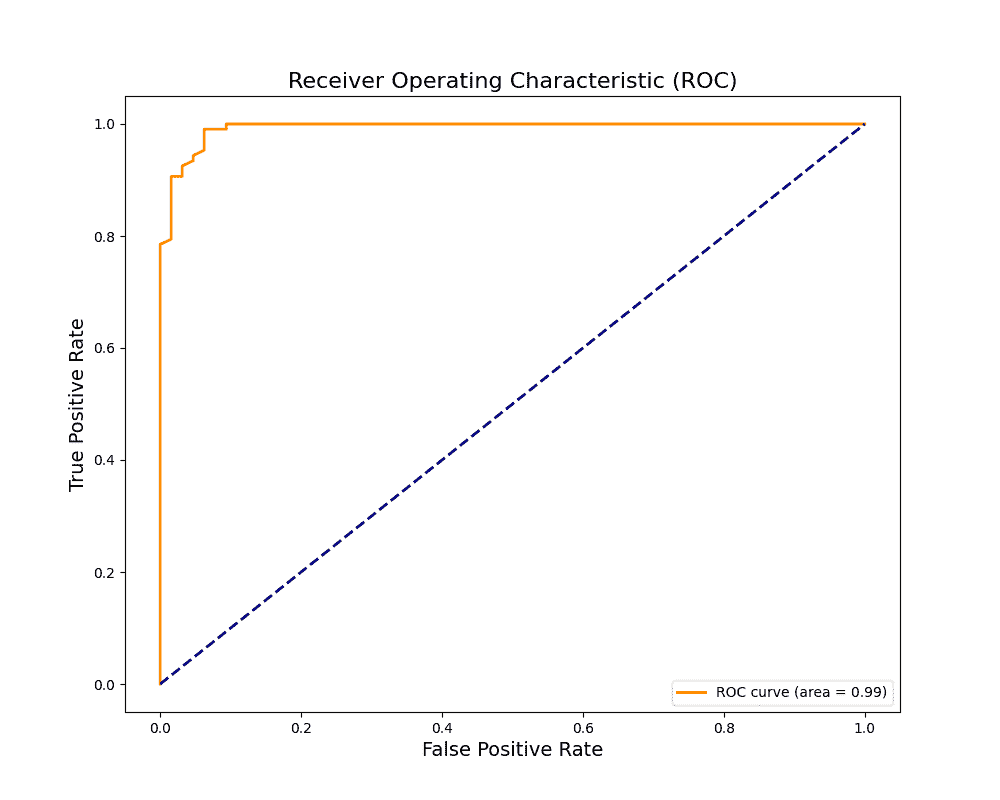 Receiver Operating Characteristic (ROC)
1.0
0.8
0.6
0.4
0.2
0.0
True Positive Rate
ROC curve (area = 0.99)
0.0 0.2 0.4 0.6 0.8 1.0
False Positive Rate